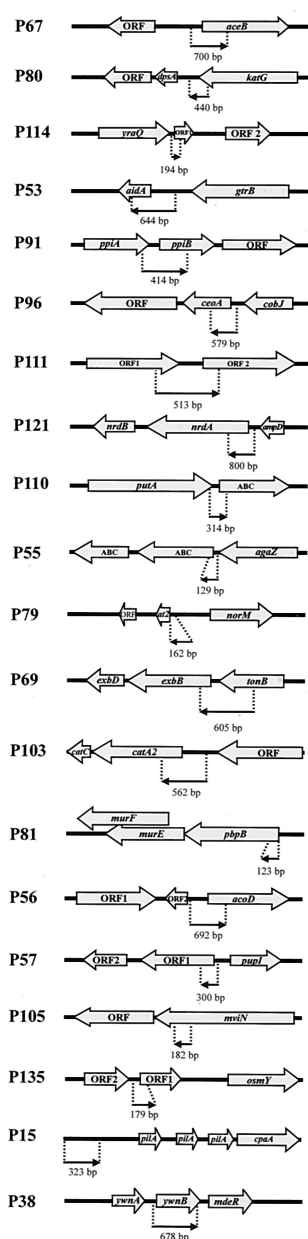 P67 ORF aceB
700 bp
P80 ORF dpsA katG
440 bp
P114 yraQ ORF1 ORF 2
194 bp
P53 aidA gtrB
644 bp
P91 ppiA ppiB ORF
414 bp
P96 ORF ceoA cobJ
579 bp
P111 ORF1 ORF 2
513 bp
P121 nrdB nrdA ampD
800 bp
P110 putA ABC
314 bp
P55 ABC ABC agaZ
129 bp
P79 ORF at2 norM
162 bp
P69 exbD exbB tonB
605 bp
P103 catC catA2 ORF
562 bp
murF
P81 murE pbpB
123 bp
P56 ORF1 ORF2 acoD
692 bp
P57 ORF2 ORF1 pupI
300 bp
P105 ORF mviN
182 bp
P135 ORF2 ORF1 osmY
179 bp
P15 pilA pilA pilA cpaA
323 bp
P38 ywnA ywnB mdeR
678 bp